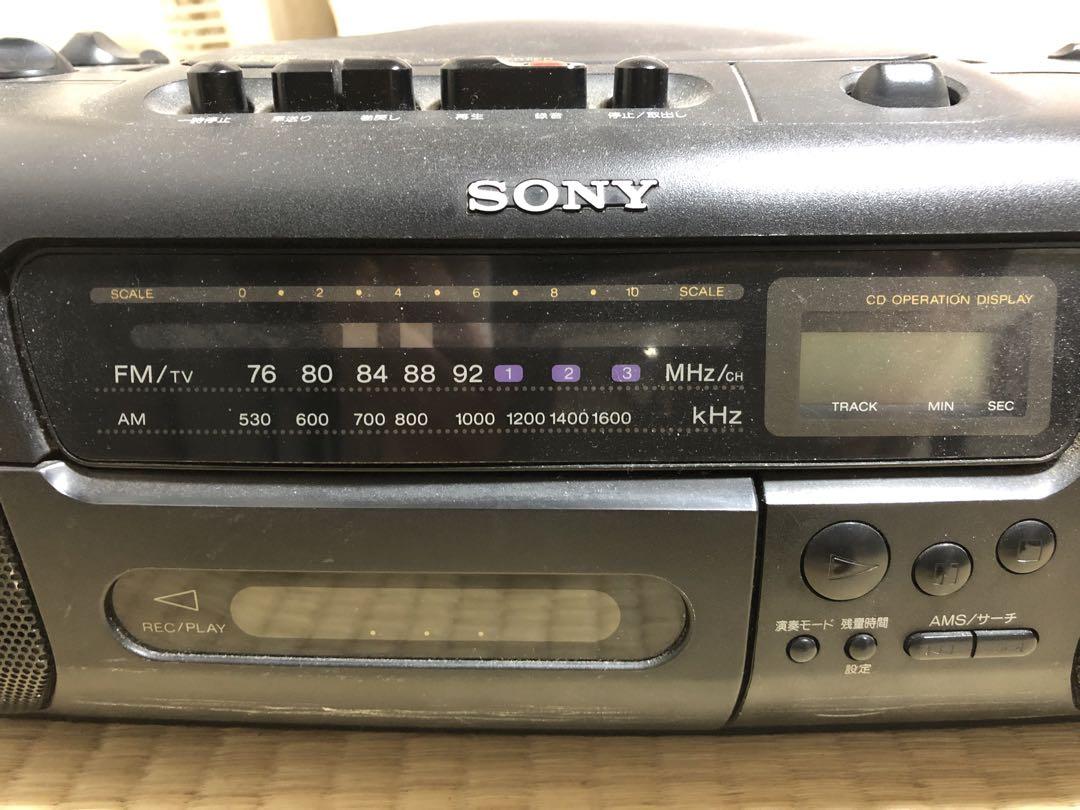 一時停止 早送り 巻戻し 再生 録音 停止/取出し
SONY
SCALE 0 2 4 6 8 10 SCALE
CD OPERATION DISPLAY
FM/TV 76 80 84 88 92 1 2 3 MHz/CH
TRACK MIN SEC
AM 530 600 700 800 1000 1200 1400 1600 kHz
REC/PLAY
演奏モード 残量時間 AMS/サーチ
設定